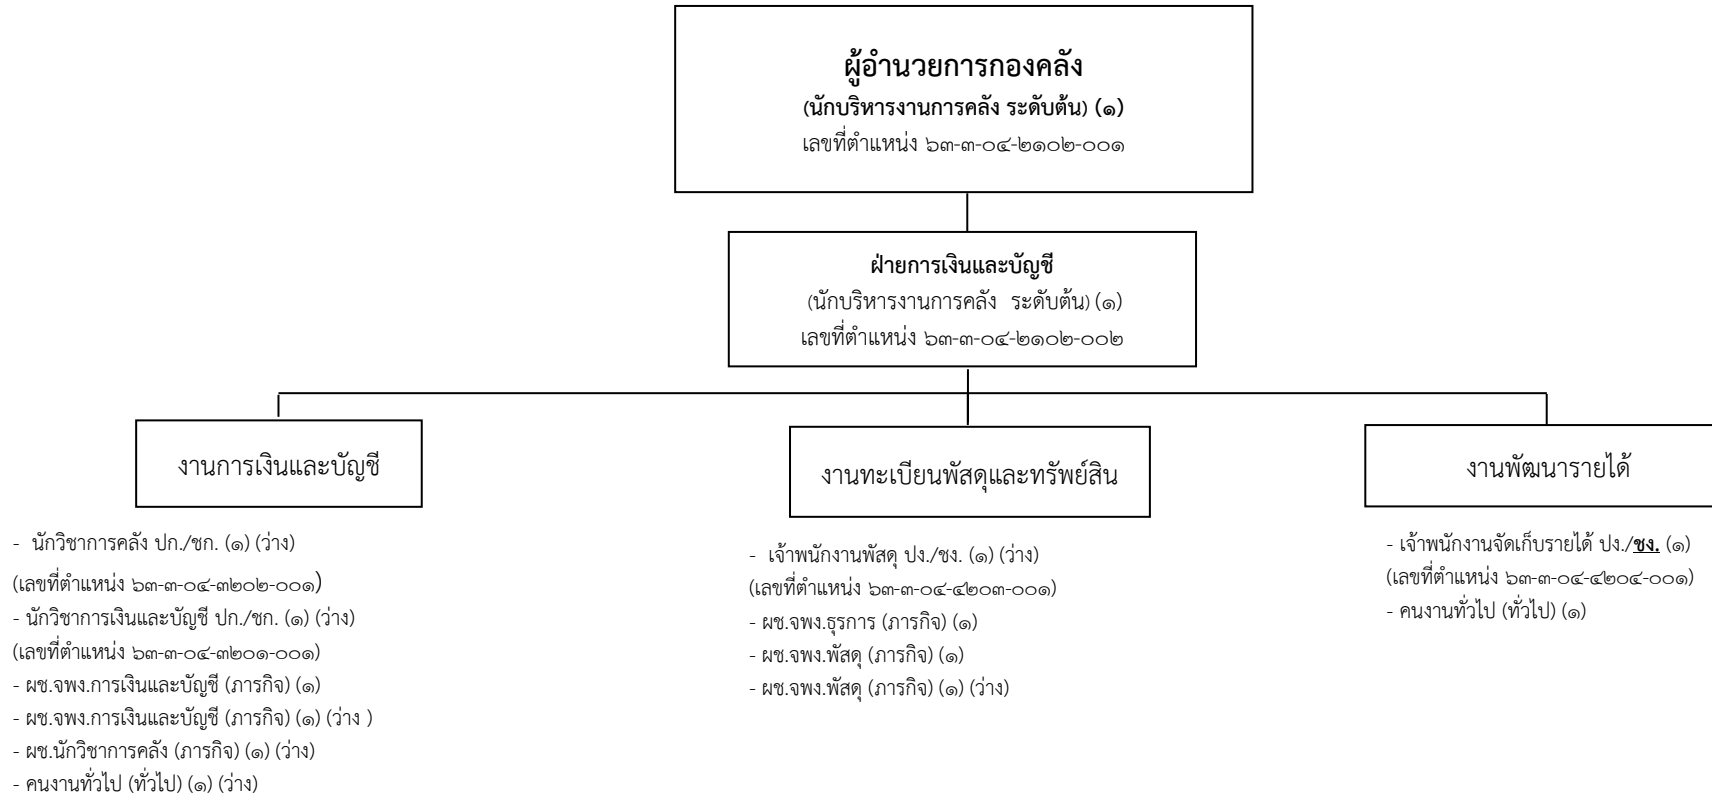 ผู้อำนวยการกองคลัง
(นักบริหารงานการคลัง ระดับต้น) (๑)
เลขที่ตำแหน่ง ๖๓-๓-๐๔-๒๑๐๒-๐๐๑
ฝ่ายการเงินและบัญชี
(นักบริหารงานการคลัง ระดับต้น) (๑)
เลขที่ตำแหน่ง ๖๓-๓-๐๔-๒๑๐๒-๐๐๒
งานการเงินและบัญชี
- นักวิชาการคลัง ปก./ชก. (๑) (ว่าง)
(เลขที่ตำแหน่ง ๖๓-๓-๐๔-๓๒๐๒-๐๐๑)
- นักวิชาการเงินและบัญชี ปก./ชก. (๑) (ว่าง)
(เลขที่ตำแหน่ง ๖๓-๓-๐๔-๓๒๐๑-๐๐๑)
- ผช.จพง.การเงินและบัญชี (ภารกิจ) (๑)
- ผช.จพง.การเงินและบัญชี (ภารกิจ) (๑) (ว่าง )
- ผช.นักวิชาการคลัง (ภารกิจ) (๑) (ว่าง)
- คนงานทั่วไป (ทั่วไป) (๑) (ว่าง)
งานทะเบียนพัสดุและทรัพย์สิน
- เจ้าพนักงานพัสดุ ปง./ชง. (๑) (ว่าง)
(เลขที่ตำแหน่ง ๖๓-๓-๐๔-๔๒๐๓-๐๐๑)
- ผช.จพง.ธุรการ (ภารกิจ) (๑)
- ผช.จพง.พัสดุ (ภารกิจ) (๑)
- ผช.จพง.พัสดุ (ภารกิจ) (๑) (ว่าง)
งานพัฒนารายได้
- เจ้าพนักงานจัดเก็บรายได้ ปง./ชง. (๑)
(เลขที่ตำแหน่ง ๖๓-๓-๐๔-๔๒๐๔-๐๐๑)
- คนงานทั่วไป (ทั่วไป) (๑)